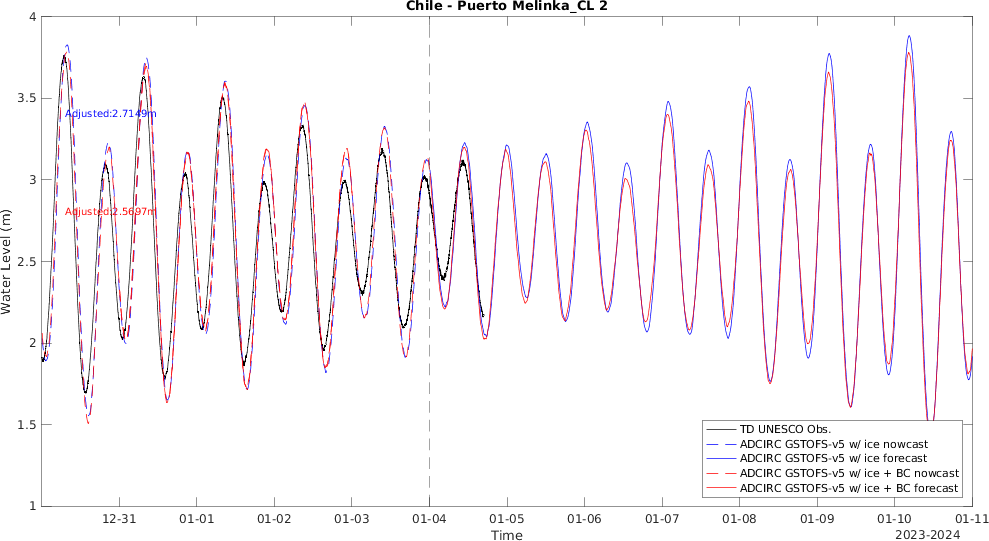 Chile - Puerto Melinka_CL 2
4
3.5
3
2.5
2
1.5
1
Water Level (m)
Adjusted:2.7149m
Adjusted:2.5697m
TD UNESCO Obs.
ADCIRC GSTOFS-v5 w/ ice nowcast
ADCIRC GSTOFS-v5 w/ ice forecast
ADCIRC GSTOFS-v5 w/ ice + BC nowcast
ADCIRC GSTOFS-v5 w/ ice + BC forecast
12-31 01-01 01-02 01-03 01-04 01-05 01-06 01-07 01-08 01-09 01-10 01-11
Time
2023-2024